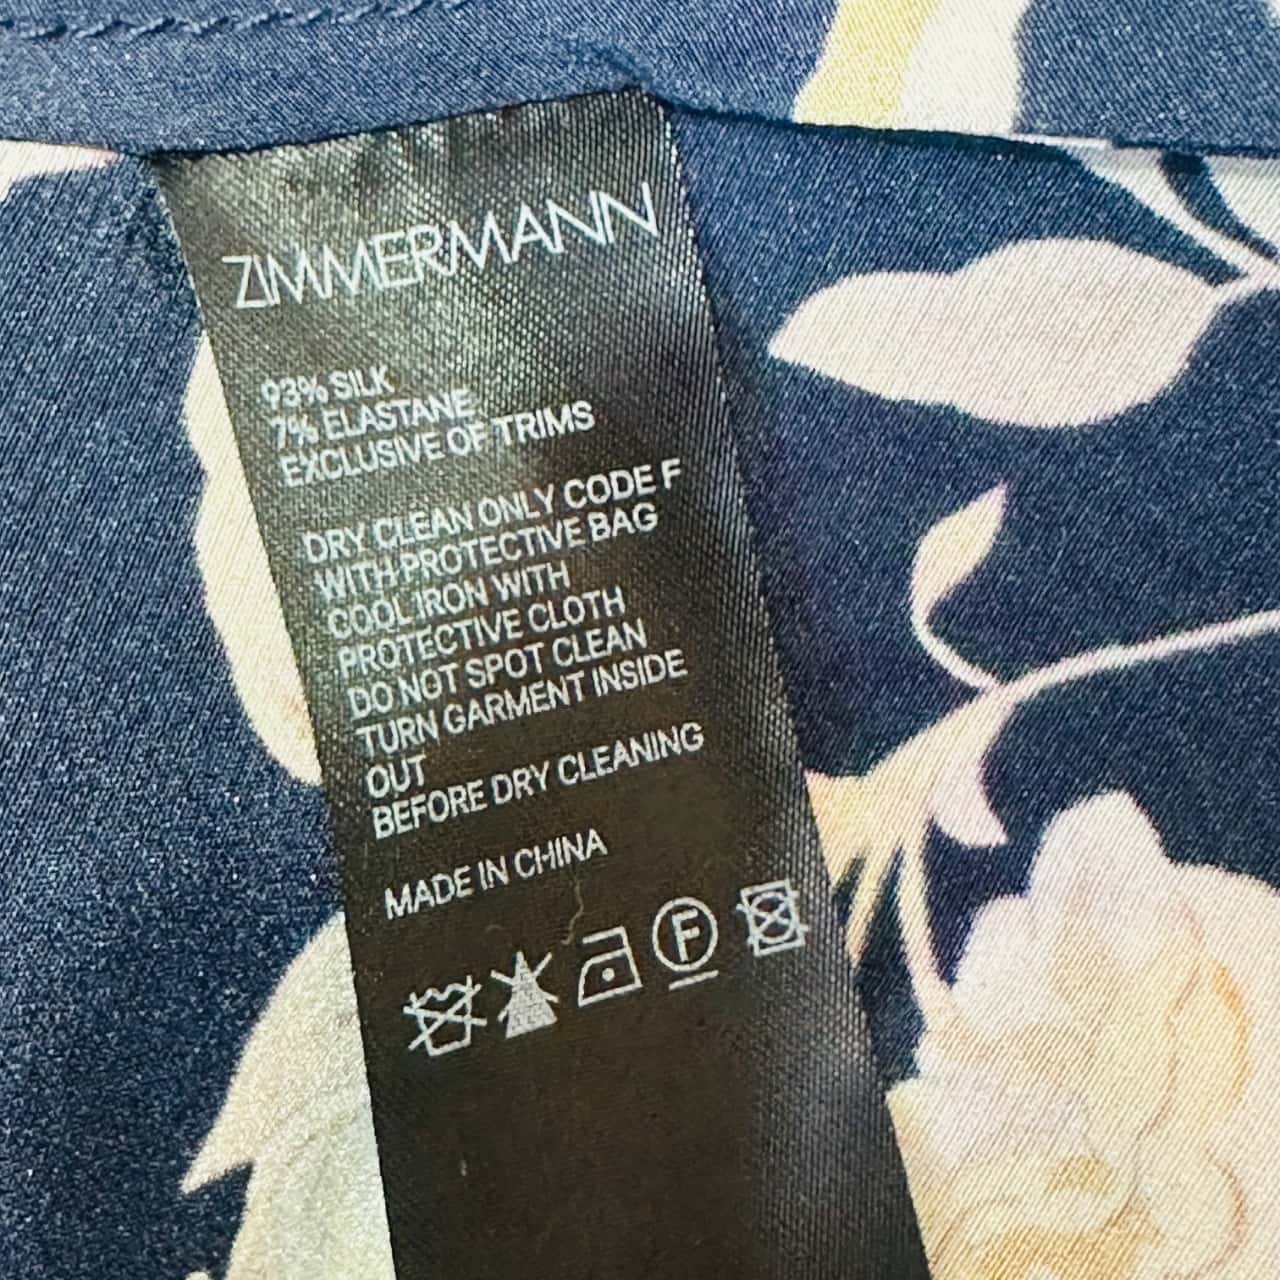 ZIMMERMANN
93% SILK
7% ELASTANE
EXCLUSIVE OF TRIMS
DRY CLEAN ONLY CODE F
WITH PROTECTIVE BAG
COOL IRON WITH
PROTECTIVE CLOTH
DO NOT SPOT CLEAN
TURN GARMENT INSIDE
OUT
BEFORE DRY CLEANING
MADE IN CHINA
F